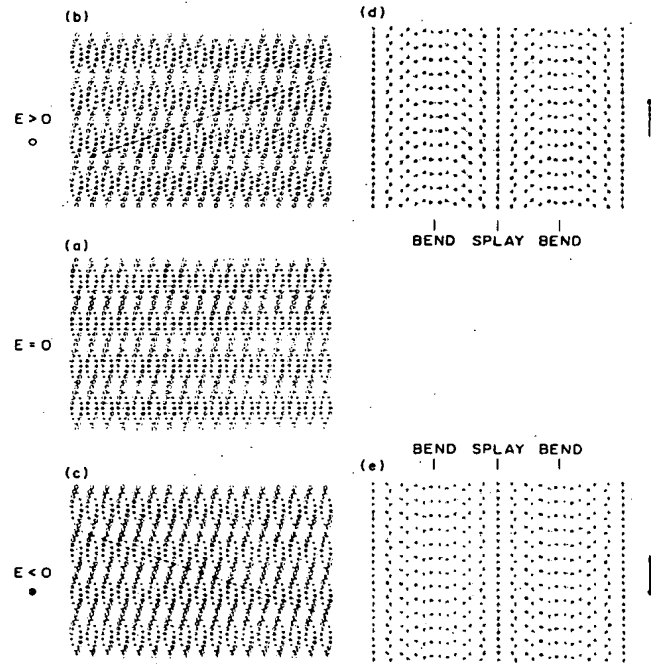 (b)
(d)
E > 0
BEND SPLAY BEND
(a)
E = 0
BEND SPLAY BEND
(c)
(e)
E < 0